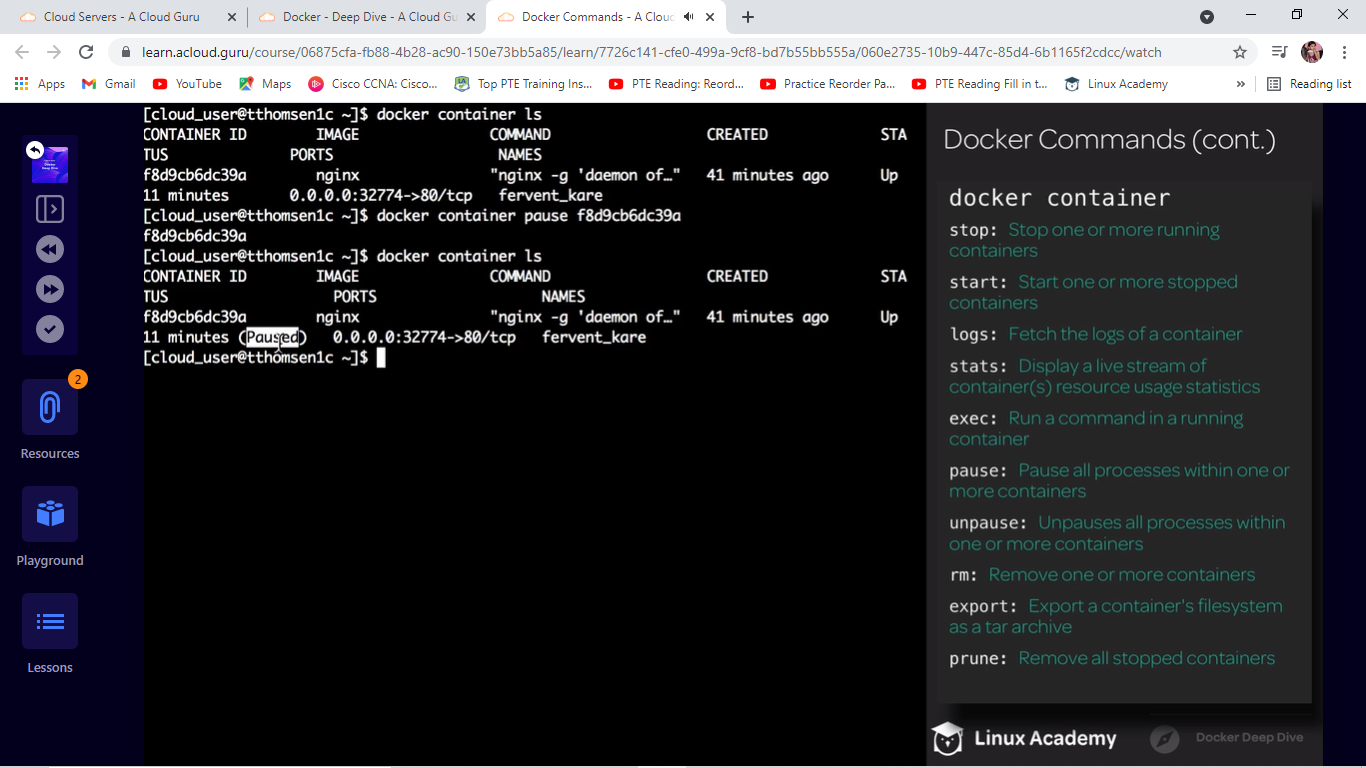 Cloud Servers - A Cloud Guru
Docker - Deep Dive - A Cloud Gu
Docker Commands - A Cloud
learn.acloud.guru/course/06875cfa-fb88-4b28-ac90-150e73bb5a85/learn/7726c141-cfe0-499a-9cf8-bd7b55bb555a/060e2735-10b9-447c-85d4-6b1165f2cdcc/watch
Apps Gmail YouTube Maps Cisco CCNA: Cisco... Top PTE Training Ins... PTE Reading: Reord... Practice Reorder Pa... PTE Reading Fill in t... Linux Academy » Reading list
2
Resources
Playground
Lessons
[cloud_user@tthomsen1c ~]$ docker container ls
CONTAINER ID IMAGE COMMAND CREATED STA
TUS PORTS NAMES
f8d9cb6dc39a nginx "nginx -g 'daemon of…" 41 minutes ago Up
11 minutes 0.0.0.0:32774->80/tcp fervent_kare
[cloud_user@tthomsen1c ~]$ docker container pause f8d9cb6dc39a
f8d9cb6dc39a
[cloud_user@tthomsen1c ~]$ docker container ls
CONTAINER ID IMAGE COMMAND CREATED STA
TUS PORTS NAMES
f8d9cb6dc39a nginx "nginx -g 'daemon of…" 41 minutes ago Up
11 minutes (Paused) 0.0.0.0:32774->80/tcp fervent_kare
[cloud_user@tthomsen1c ~]$
Docker Commands (cont.)
docker container
stop: Stop one or more running
containers
start: Start one or more stopped
containers
logs: Fetch the logs of a container
stats: Display a live stream of
container(s) resource usage statistics
exec: Run a command in a running
container
pause: Pause all processes within one or
more containers
unpause: Unpauses all processes within
one or more containers
rm: Remove one or more containers
export: Export a container's filesystem
as a tar archive
prune: Remove all stopped containers
Linux Academy
Docker Deep Dive